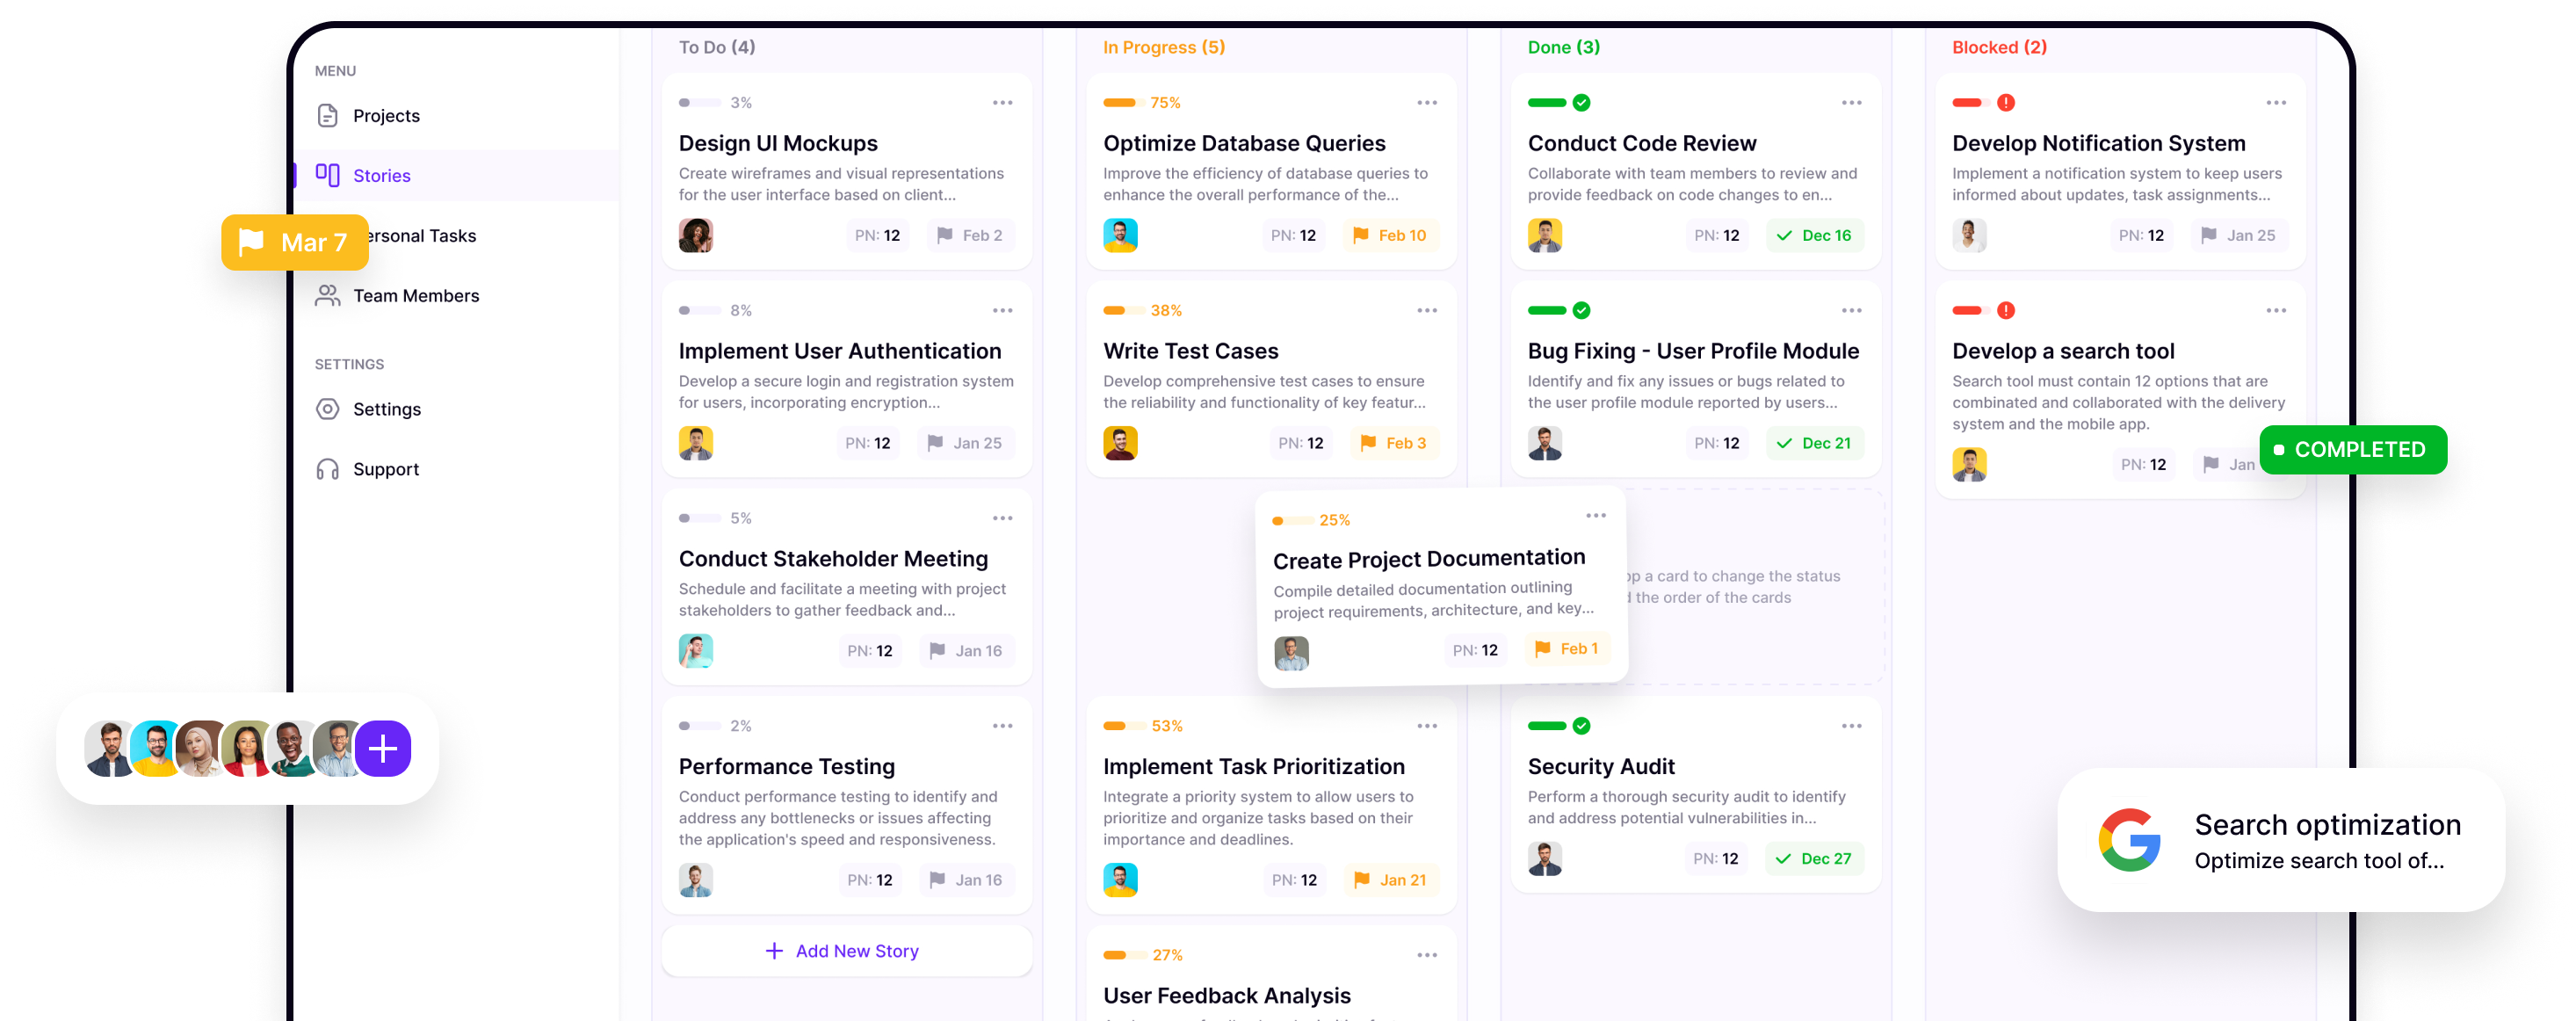 MENU
Projects
Stories
Mar 7
ersonal Tasks
Team Members
SETTINGS
Settings
Support
To Do (4)
3%
Design UI Mockups
Create wireframes and visual representations
for the user interface based on client...
PN: 12 Feb 2
8%
Implement User Authentication
Develop a secure login and registration system
for users, incorporating encryption...
PN: 12 Jan 25
5%
Conduct Stakeholder Meeting
Schedule and facilitate a meeting with project
stakeholders to gather feedback and...
PN: 12 Jan 16
2%
Performance Testing
Conduct performance testing to identify and
address any bottlenecks or issues affecting
the application's speed and responsiveness.
PN: 12 Jan 16
Add New Story
In Progress (5)
75%
Optimize Database Queries
Improve the efficiency of database queries to
enhance the overall performance of the...
PN: 12 Feb 10
38%
Write Test Cases
Develop comprehensive test cases to ensure
the reliability and functionality of key featur...
PN: 12 Feb 3
25%
Create Project Documentation
Compile detailed documentation outlining
project requirements, architecture, and key...
PN: 12 Feb 1
53%
Implement Task Prioritization
Integrate a priority system to allow users to
prioritize and organize tasks based on their
importance and deadlines.
PN: 12 Jan 21
27%
User Feedback Analysis
Done (3)
Conduct Code Review
Collaborate with team members to review and
provide feedback on code changes to en...
PN: 12 Dec 16
Bug Fixing - User Profile Module
Identify and fix any issues or bugs related to
the user profile module reported by users...
PN: 12 Dec 21
a card to change the status
the order of the cards
Security Audit
Perform a thorough security audit to identify
and address potential vulnerabilities in...
PN: 12 Dec 27
Blocked (2)
Develop Notification System
Implement a notification system to keep users
informed about updates, task assignments...
PN: 12 Jan 25
Develop a search tool
Search tool must contain 12 options that are
combined and collaborated with the delivery
system and the mobile app.
PN: 12 Jan
COMPLETED
Search optimization
Optimize search tool of...